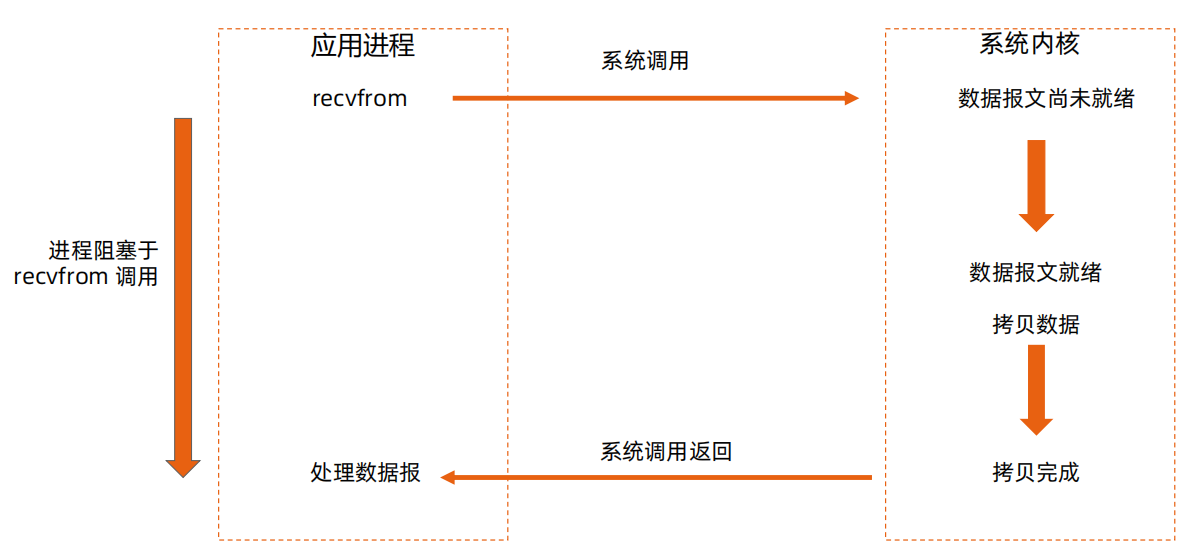 应用进程
系统内核
系统调用
recvfrom
数据报文尚未就绪
进程阻塞于
recvfrom 调用
数据报文就绪
拷贝数据
系统调用返回
处理数据报
拷贝完成